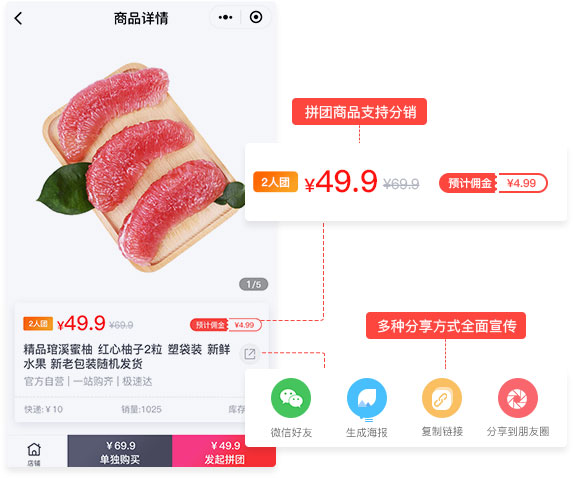 商品详情
1/5
2人团 ¥49.9 ¥69.9 预计佣金 ¥4.99
精品琯溪蜜柚 红心柚子2粒 塑袋装 新鲜
水果 新老包装随机发货
官方自营 | 一站购齐 | 极速达
快递: ¥10 销量:1025 库存
店铺
¥69.9
单独购买
¥49.9
发起拼团
拼团商品支持分销
2人团 ¥49.9 ¥69.9 预计佣金 ¥4.99
多种分享方式全面宣传
微信好友 生成海报 复制链接 分享到朋友圈